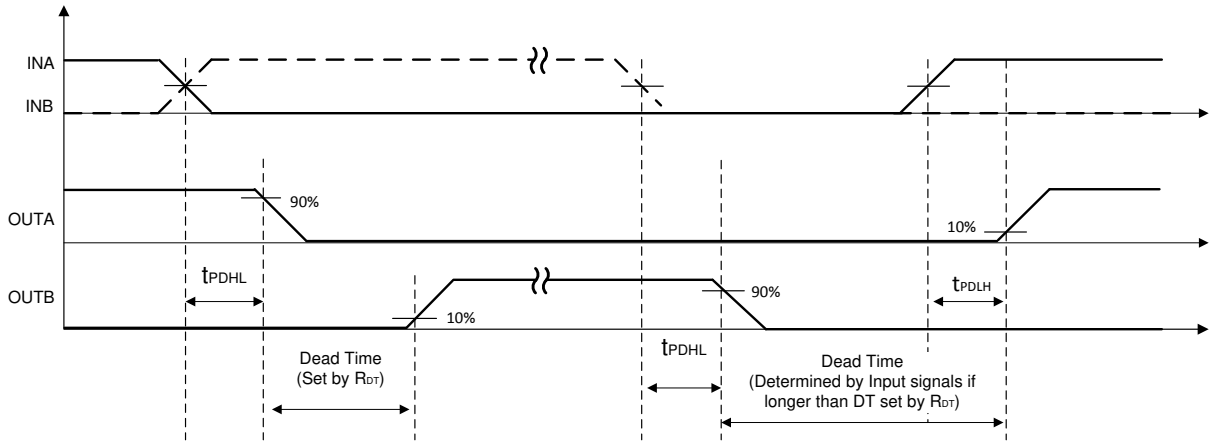 INA
INB
OUTA
90%
10%
OUTB
tPDHL
10%
90%
tPDLH
tPDHL
Dead Time
(Set by RDT)
Dead Time
(Determined by Input signals if
longer than DT set by RDT)